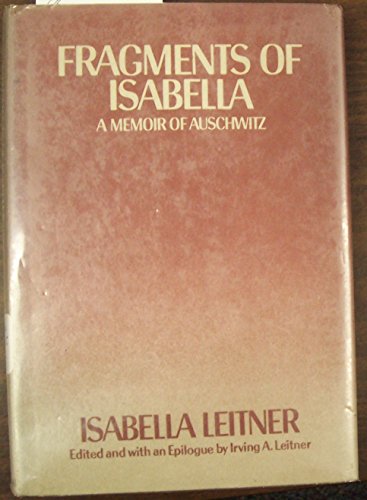 FRAGMENTS OF
ISABELLA
A MEMOIR OF AUSCHWITZ
ISABELLA LEITNER
Edited and with an Epilogue by Irving A. Leitner